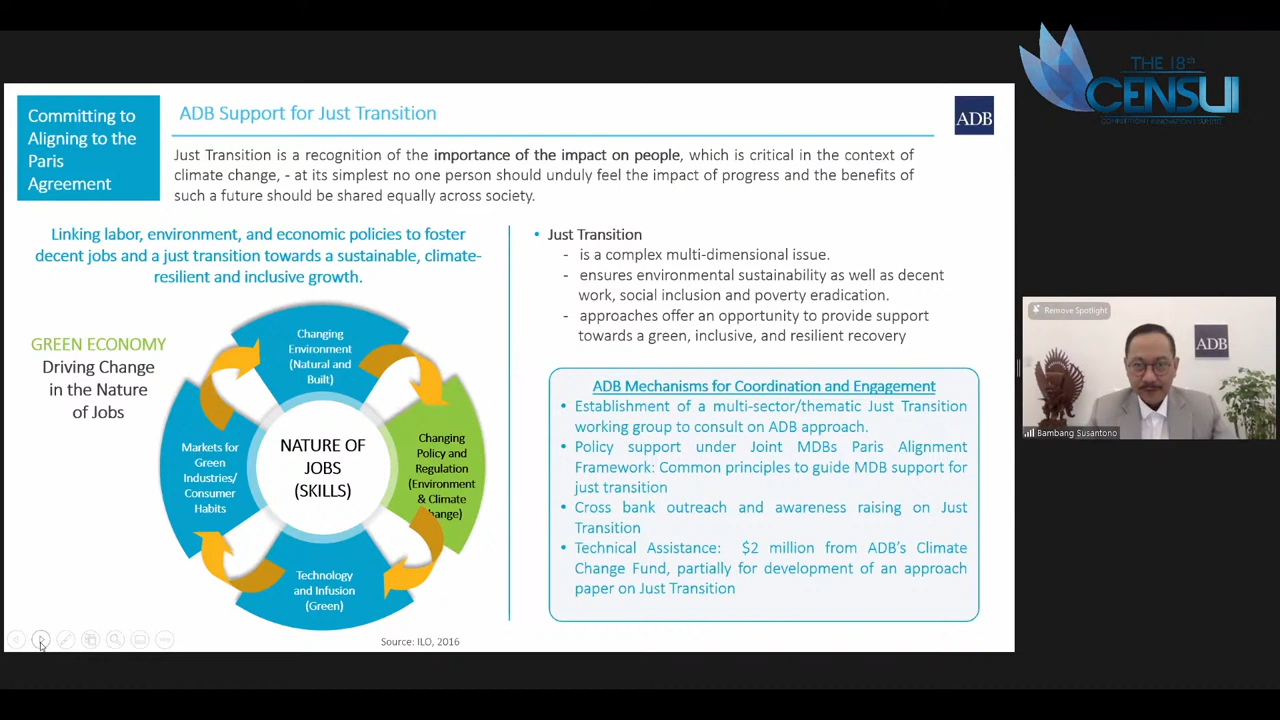 THE 18TH
CENSUI
Committing to
Aligning to the
Paris
Agreement
ADB Support for Just Transition
ADB
Just Transition is a recognition of the importance of the impact on people, which is critical in the context of
climate change, - at its simplest no one person should unduly feel the impact of progress and the benefits of
such a future should be shared equally across society.
Linking labor, environment, and economic policies to foster
decent jobs and a just transition towards a sustainable, climate-
resilient and inclusive growth.
GREEN ECONOMY
Driving Change
in the Nature
of Jobs
Changing
Environment
(Natural and
Built)
Changing
Policy and
Regulation
(Environment
& Climate
hange)
Technology
and Infusion
(Green)
Markets for
Green
Industries/
Consumer
Habits
NATURE OF
JOBS
(SKILLS)
Source: ILO, 2016
• Just Transition
- is a complex multi-dimensional issue.
- ensures environmental sustainability as well as decent
work, social inclusion and poverty eradication.
- approaches offer an opportunity to provide support
towards a green, inclusive, and resilient recovery
ADB Mechanisms for Coordination and Engagement
• Establishment of a multi-sector/thematic Just Transition
working group to consult on ADB approach.
• Policy support under Joint MDBs Paris Alignment
Framework: Common principles to guide MDB support for
just transition
• Cross bank outreach and awareness raising on Just
Transition
• Technical Assistance: $2 million from ADB's Climate
Change Fund, partially for development of an approach
paper on Just Transition
Remove Spotlight
ADB
Bambang Susantono